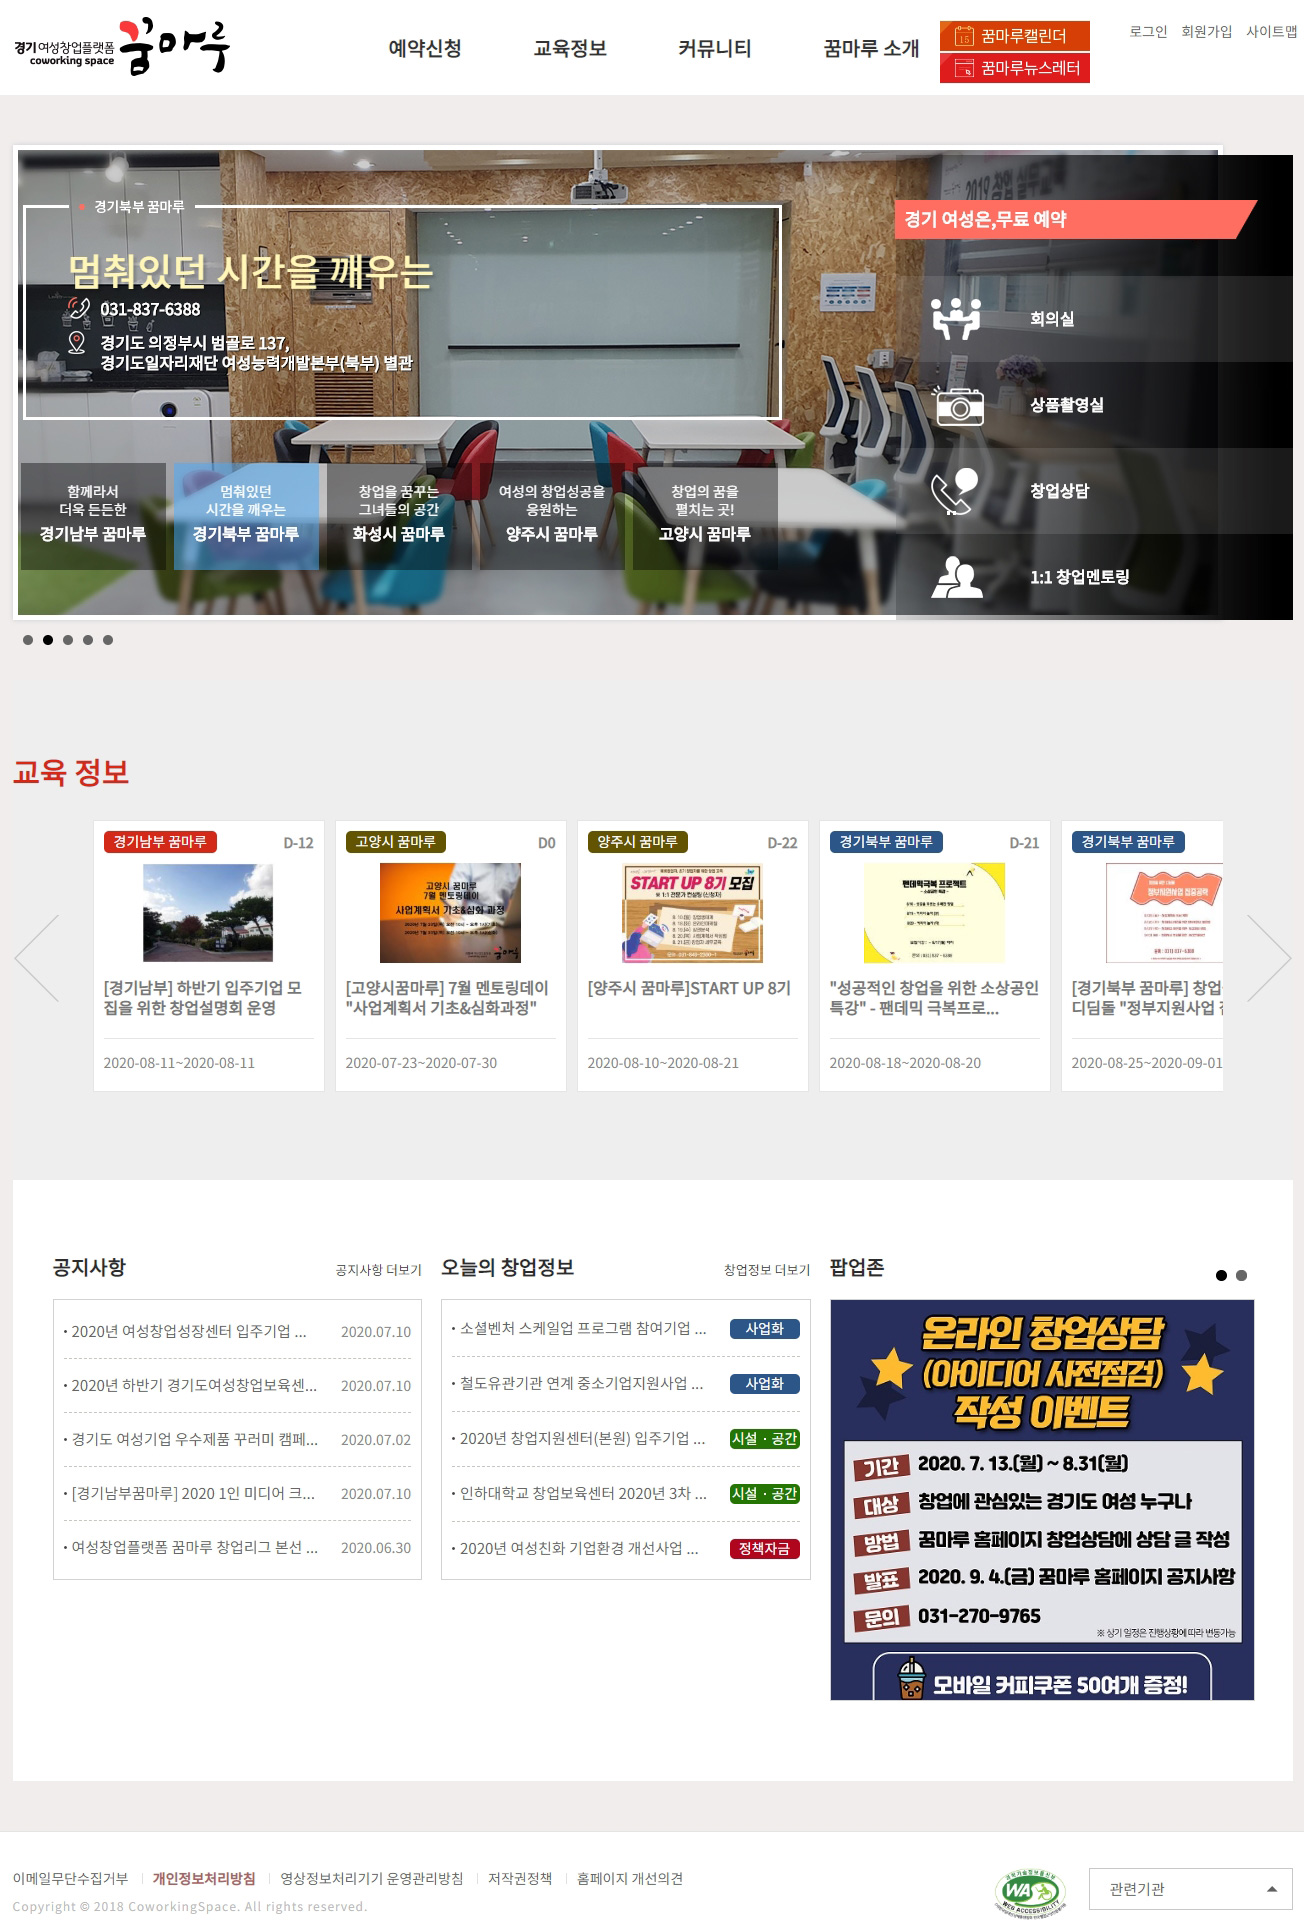 경기여성창업플랫폼
coworking space
꿈마루
예약신청
교육정보
커뮤니티
꿈마루 소개
꿈마루캘린더
꿈마루뉴스레터
로그인
회원가입
사이트맵
경기북부 꿈마루
멈춰있던 시간을 깨우는
031-837-6388
경기도 의정부시 범골로 137,
경기도일자리재단 여성능력개발본부(북부) 별관
함께라서
더욱 든든한
경기남부 꿈마루
멈춰있던
시간을 깨우는
경기북부 꿈마루
창업을 꿈꾸는
그녀들의 공간
화성시 꿈마루
여성의 창업성공을
응원하는
양주시 꿈마루
창업의 꿈을
펼치는 곳!
고양시 꿈마루
경기 여성은,무료 예약
회의실
상품촬영실
창업상담
1:1 창업멘토링
교육 정보
경기남부 꿈마루
D-12
[경기남부] 하반기 입주기업 모
집을 위한 창업설명회 운영
2020-08-11~2020-08-11
고양시 꿈마루
D0
고양시 꿈마루
7월 멘토링데이
사업계획서 기초&심화 과정
[고양시꿈마루] 7월 멘토링데이
"사업계획서 기초&심화과정"
2020-07-23~2020-07-30
양주시 꿈마루
D-22
START UP 8기 모집
[양주시 꿈마루]START UP 8기
2020-08-10~2020-08-21
경기북부 꿈마루
D-21
팬데믹극복 프로젝트
"성공적인 창업을 위한 소상공인
특강" - 팬데믹 극복프로...
2020-08-18~2020-08-20
경기북부 꿈마루
정부지원사업 집중공략
[경기북부 꿈마루] 창업
디딤돌 "정부지원사업
2020-08-25~2020-09-01
공지사항
공지사항 더보기
2020년 여성창업성장센터 입주기업 ...
2020.07.10
2020년 하반기 경기도여성창업보육센...
2020.07.10
경기도 여성기업 우수제품 꾸러미 캠페...
2020.07.02
[경기남부꿈마루] 2020 1인 미디어 크...
2020.07.10
여성창업플랫폼 꿈마루 창업리그 본선 ...
2020.06.30
오늘의 창업정보
창업정보 더보기
소셜벤처 스케일업 프로그램 참여기업 ...
사업화
철도유관기관 연계 중소기업지원사업 ...
사업화
2020년 창업지원센터(본원) 입주기업 ...
시설 · 공간
인하대학교 창업보육센터 2020년 3차 ...
시설 · 공간
2020년 여성친화 기업환경 개선사업 ...
정책자금
팝업존
온라인 창업상담
(아이디어 사전점검)
작성 이벤트
기간 2020. 7. 13.(월) ~ 8.31(월)
대상 창업에 관심있는 경기도 여성 누구나
방법 꿈마루 홈페이지 창업상담에 상담 글 작성
발표 2020. 9. 4.(금) 꿈마루 홈페이지 공지사항
문의 031-270-9765
※ 상기 일정은 진행상황에 따라 변동가능
모바일 커피쿠폰 50여개 증정!
이메일무단수집거부
개인정보처리방침
영상정보처리기기 운영관리방침
저작권정책
홈페이지 개선의견
Copyright © 2018 CoworkingSpace. All rights reserved.
WA
WEB ACCESSIBILITY
관련기관